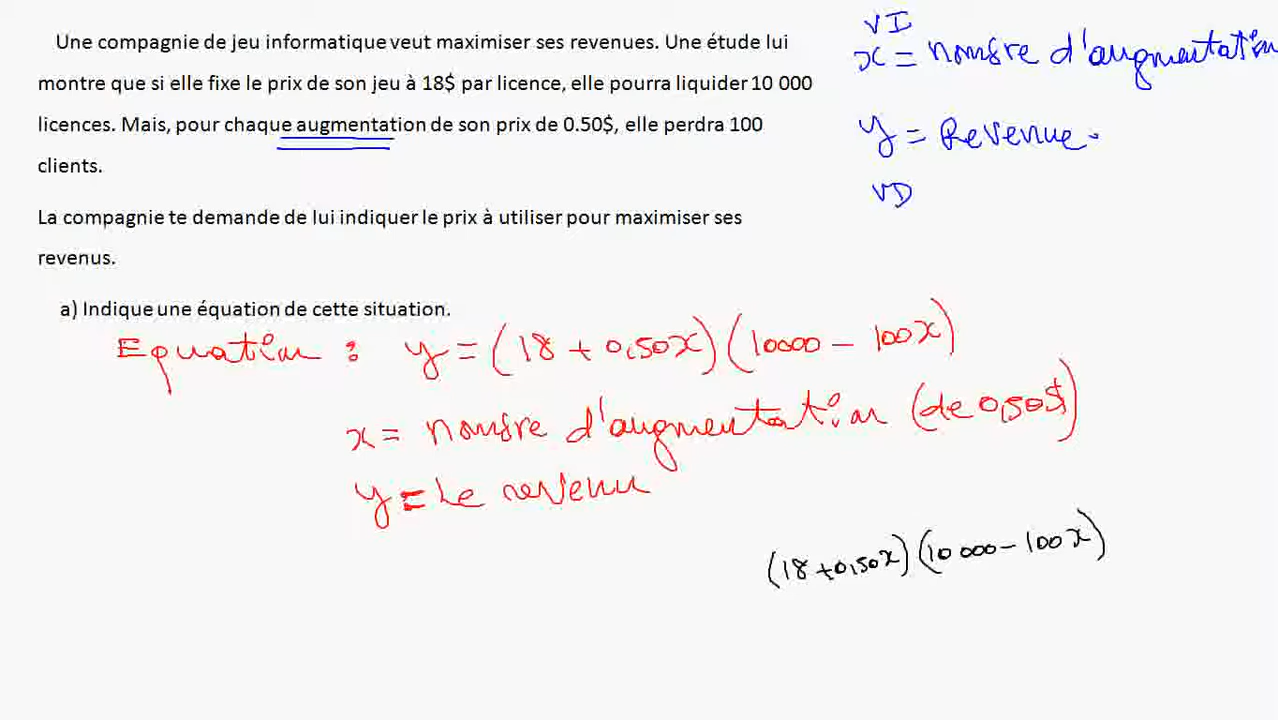 Une compagnie de jeu informatique veut maximiser ses revenues. Une étude lui
montre que si elle fixe le prix de son jeu à 18$ par licence, elle pourra liquider 10 000
licences. Mais, pour chaque augmentation de son prix de 0.50$, elle perdra 100
clients.
La compagnie te demande de lui indiquer le prix à utiliser pour maximiser ses
revenus.
VI
x = nombre d'augmentation
y = Revenue.
VD
a) Indique une équation de cette situation.
Equation : y = (18 + 0,50x)(10000 - 100x)
x = nombre d'augmentation (de 0,50$)
y = Le revenu
(18+0,50x)(10 000 - 100x)